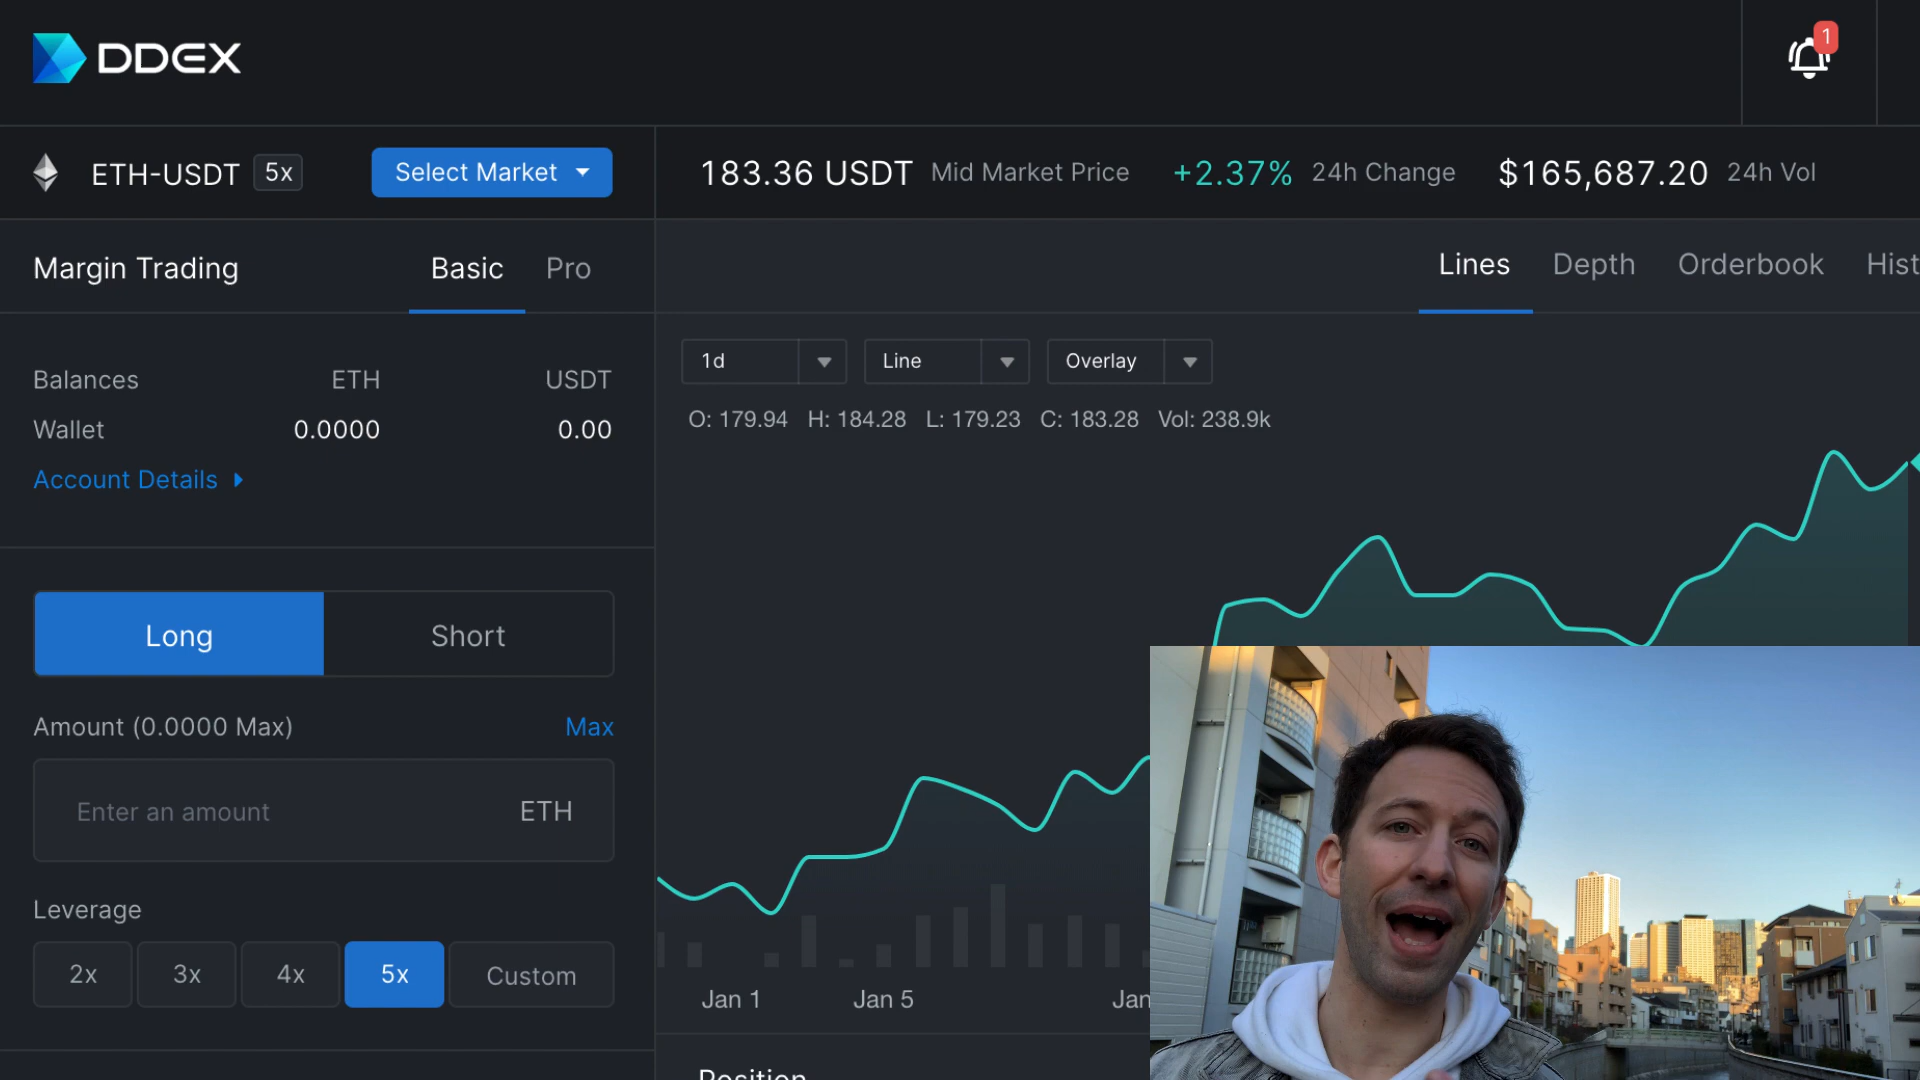 DDEX
1
ETH-USDT 5x Select Market
183.36 USDT Mid Market Price +2.37% 24h Change $165,687.20 24h Vol
Margin Trading Basic Pro
Lines Depth Orderbook Hist
1d Line Overlay
O: 179.94 H: 184.28 L: 179.23 C: 183.28 Vol: 238.9k
Balances ETH USDT
Wallet 0.0000 0.00
Account Details
Long Short
Amount (0.0000 Max) Max
Enter an amount ETH
Leverage
2x 3x 4x 5x Custom
Jan 1 Jan 5 Jan
Position